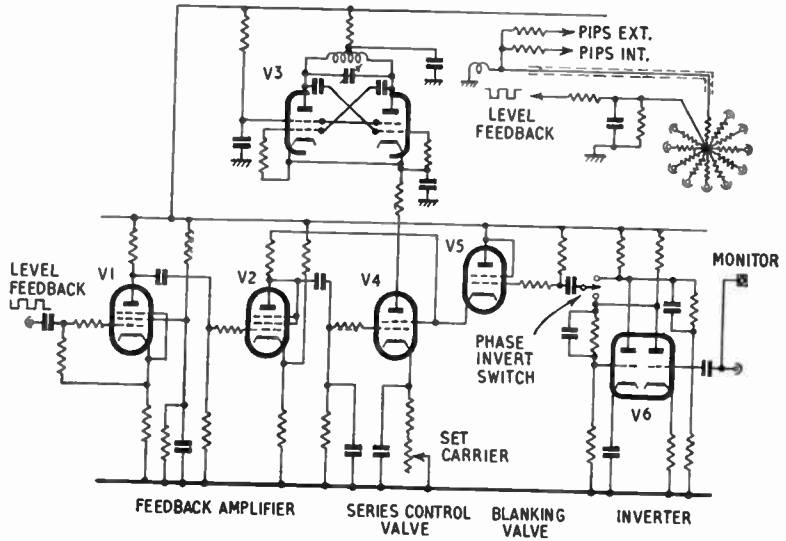 PIPS EXT.
PIPS INT.
V3
LEVEL
FEEDBACK
V5
MONITOR
LEVEL
FEEDBACK
V1
V2
V4
PHASE
INVERT
SWITCH
V6
SET
CARRIER
FEEDBACK AMPLIFIER
SERIES CONTROL
VALVE
BLANKING
VALVE
INVERTER